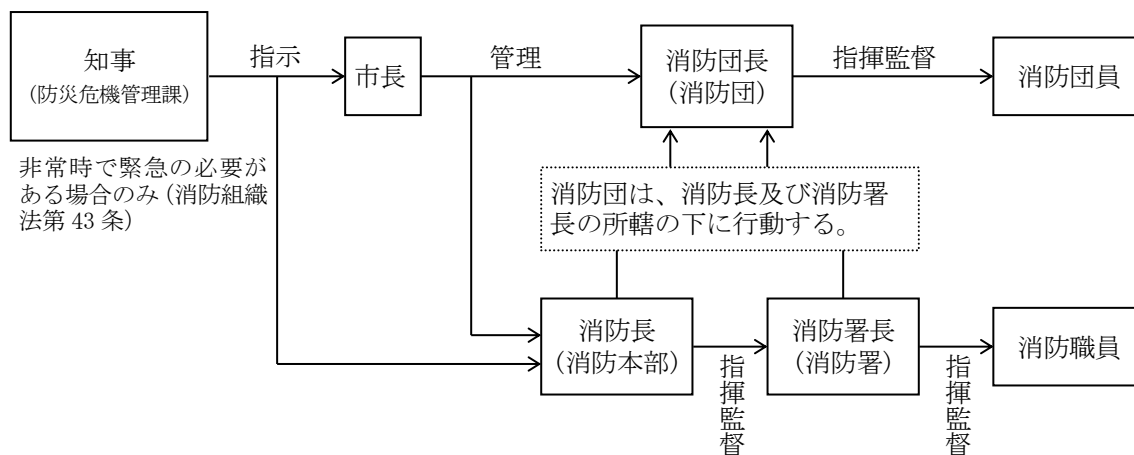 知事
(防災危機管理課)
指示
市長
管理
消防団長
(消防団)
指揮監督
消防団員
非常時で緊急の必要が
ある場合のみ(消防組織
法第 43 条)
消防団は、消防長及び消防署
長の所轄の下に行動する。
消防長
(消防本部)
指揮監督
消防署長
(消防署)
指揮監督
消防職員